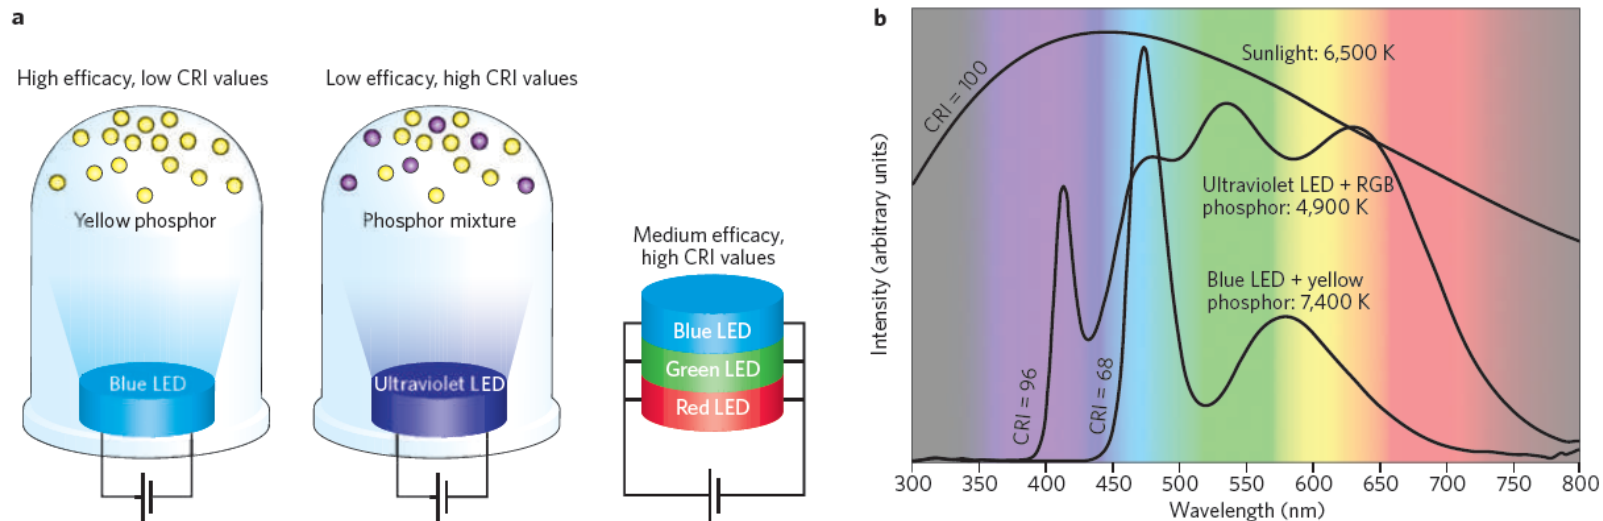 a
High efficacy, low CRI values
Yellow phosphor
Blue LED
Low efficacy, high CRI values
Phosphor mixture
Ultraviolet LED
Medium efficacy,
high CRI values
Blue LED
Green LED
Red LED
b
Intensity (arbitrary units)
CRI = 100
Sunlight: 6,500 K
Ultraviolet LED + RGB
phosphor: 4,900 K
Blue LED + yellow
phosphor: 7,400 K
CRI = 96
CRI = 68
300 350 400 450 500 550 600 650 700 750 800
Wavelength (nm)